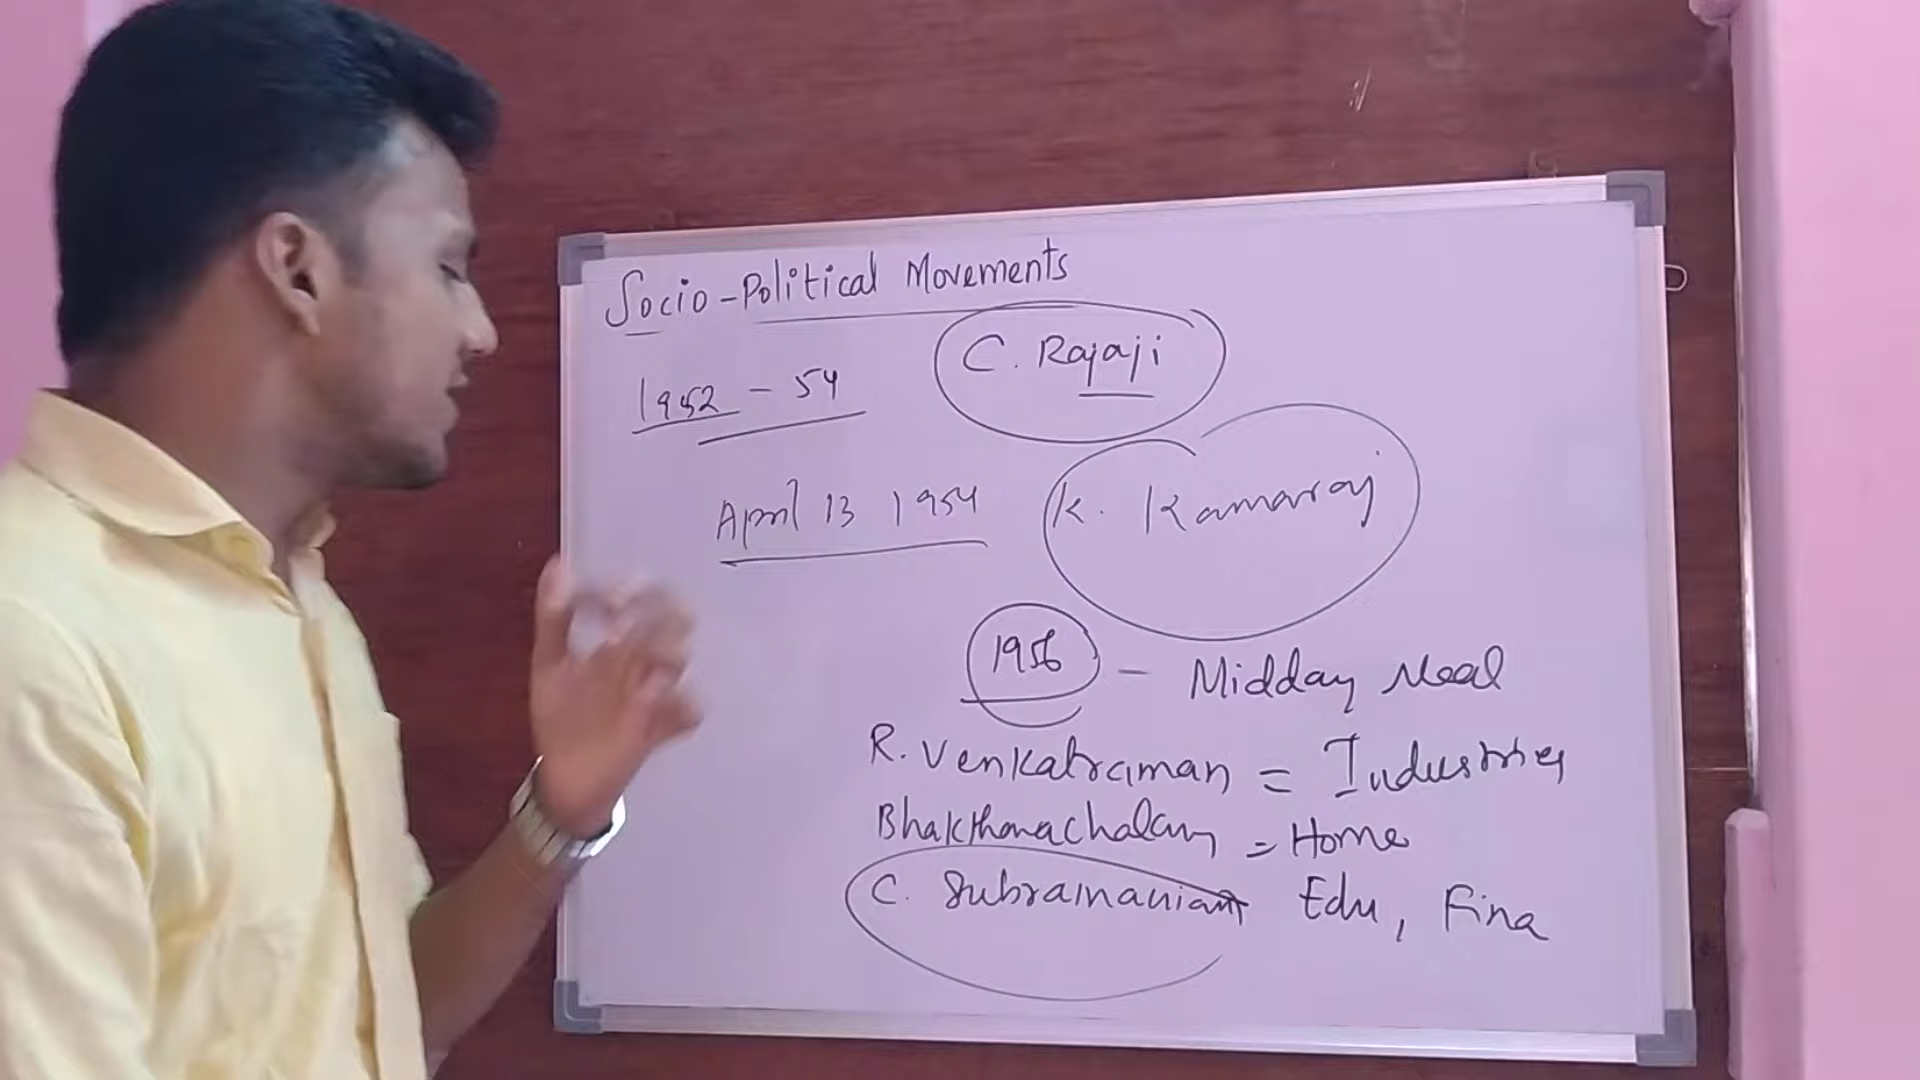 Socio-Political Movements
1952 - 54 C. Rajaji
April 13 1954 K. Kamaraj
1956 - Midday Meal
R. Venkatraman = Industries
Bhakthavachalam = Home
C. Subramaniam Edu, Fina